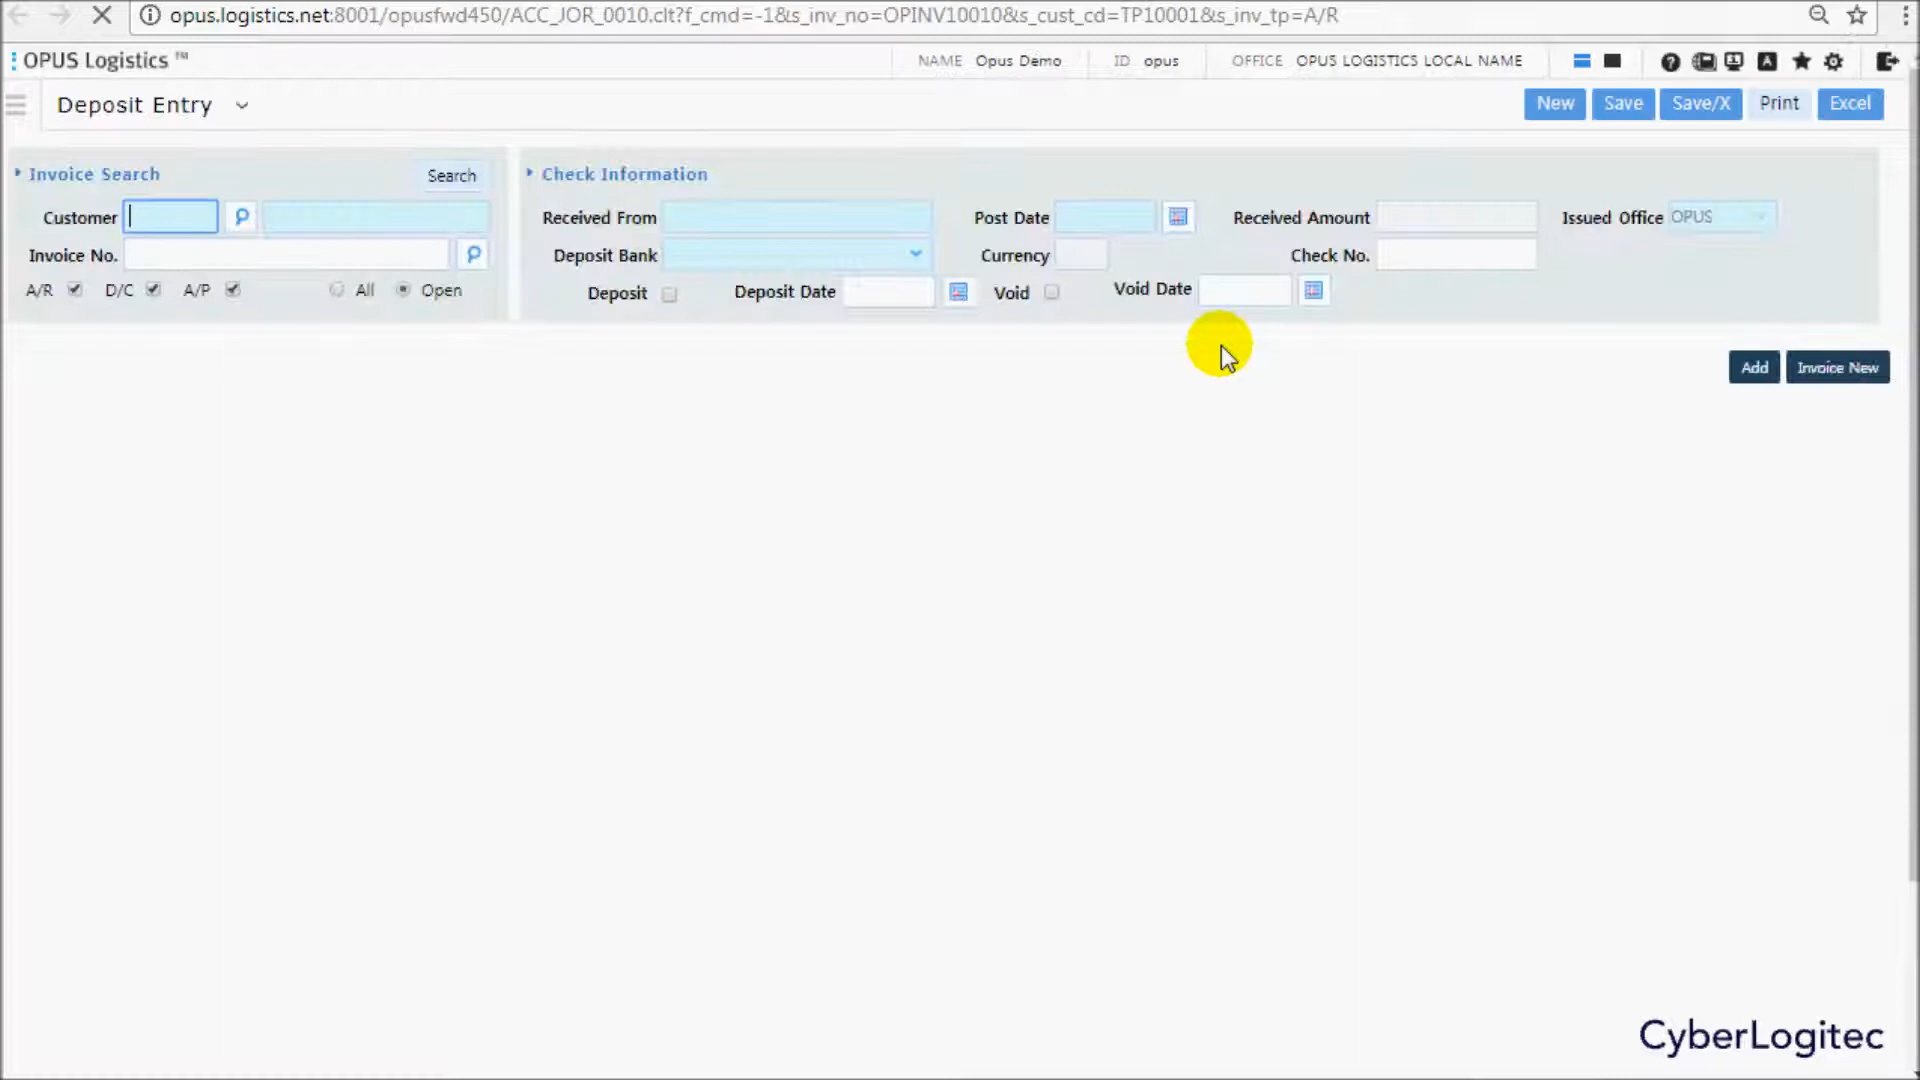 opus.logistics.net:8001/opusfwd450/ACC_JOR_0010.clt?f_cmd=-1&s_inv_no=OPINV10010&s_cust_cd=TP10001&s_inv_tp=A/R
OPUS Logistics ™ NAME Opus Demo ID opus OFFICE OPUS LOGISTICS LOCAL NAME
Deposit Entry New Save Save/X Print Excel
Invoice Search Search Check Information
Customer Received From Post Date Received Amount Issued Office OPUS
Invoice No. Deposit Bank Currency Check No.
A/R D/C A/P All Open Deposit Deposit Date Void Void Date
Add Invoice New
CyberLogitec